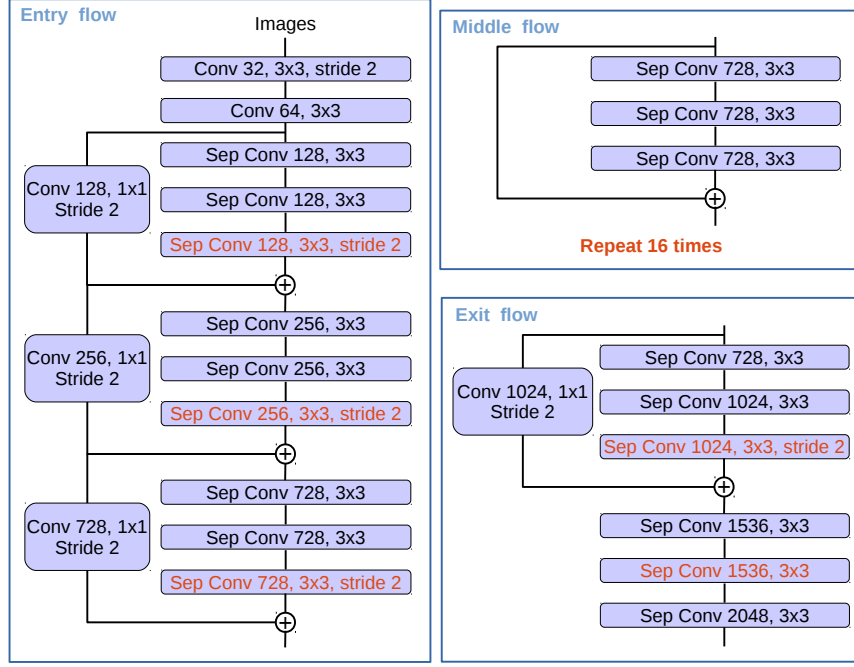 Entry flow
Images
Conv 32, 3x3, stride 2
Conv 64, 3x3
Sep Conv 128, 3x3
Conv 128, 1x1
Stride 2
Sep Conv 128, 3x3
Sep Conv 128, 3x3, stride 2
Sep Conv 256, 3x3
Conv 256, 1x1
Stride 2
Sep Conv 256, 3x3
Sep Conv 256, 3x3, stride 2
Sep Conv 728, 3x3
Conv 728, 1x1
Stride 2
Sep Conv 728, 3x3
Sep Conv 728, 3x3, stride 2
Middle flow
Sep Conv 728, 3x3
Sep Conv 728, 3x3
Sep Conv 728, 3x3
Repeat 16 times
Exit flow
Sep Conv 728, 3x3
Conv 1024, 1x1
Stride 2
Sep Conv 1024, 3x3
Sep Conv 1024, 3x3, stride 2
Sep Conv 1536, 3x3
Sep Conv 1536, 3x3
Sep Conv 2048, 3x3